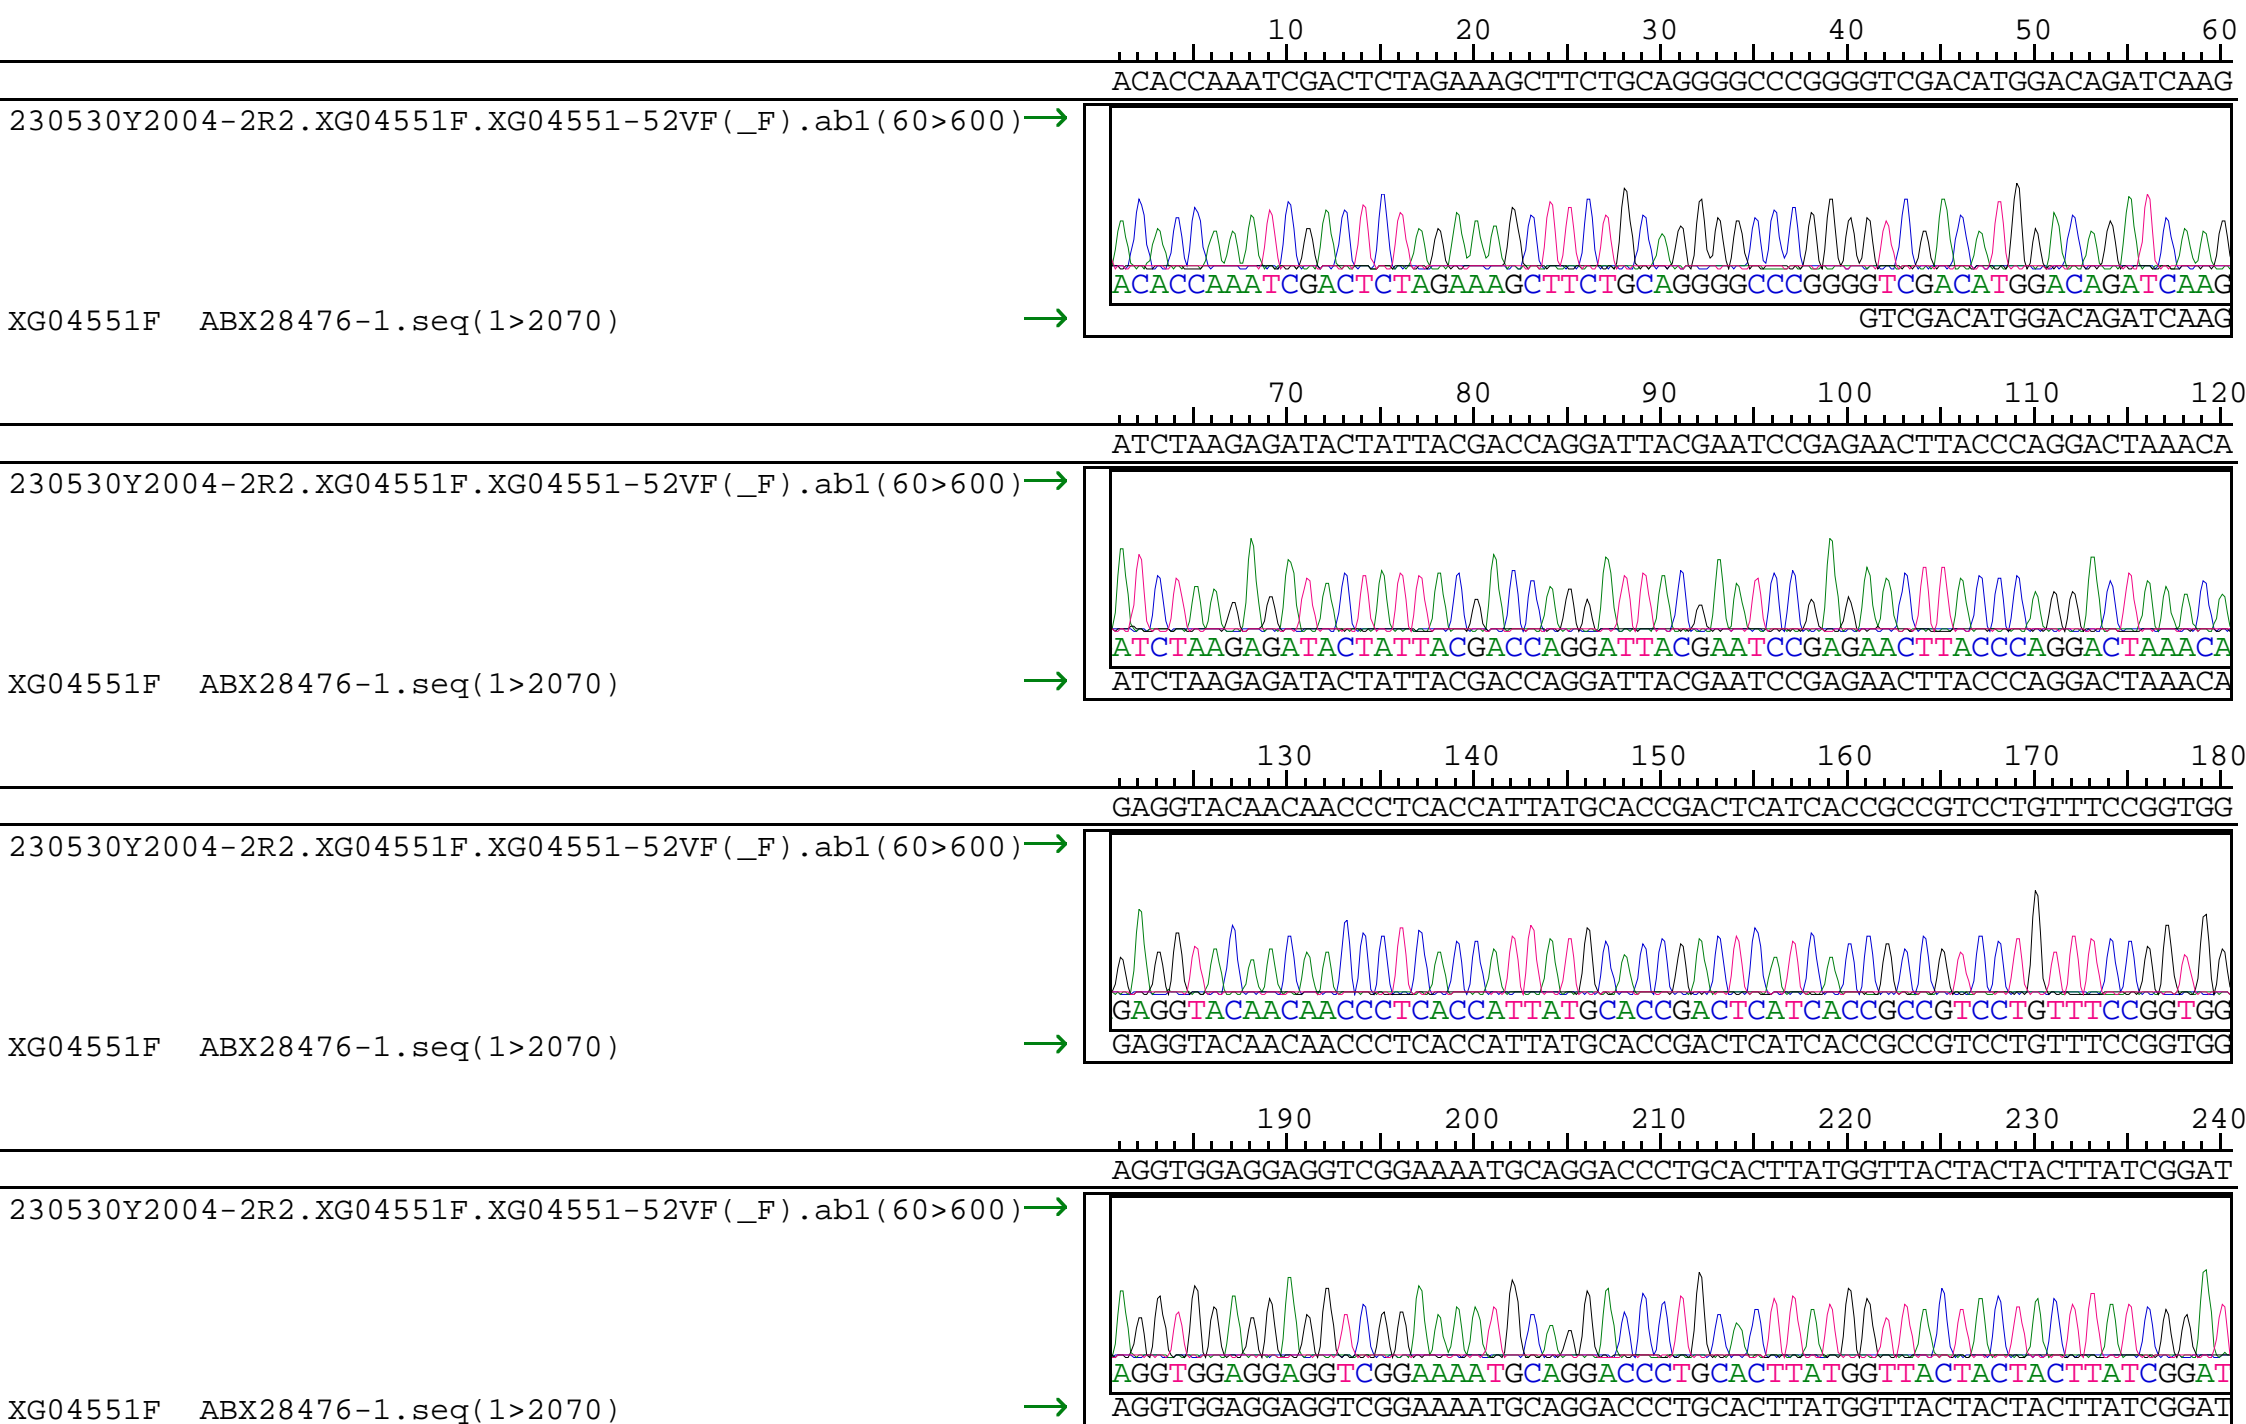 10 20 30 40 50 60
ACACCAAATCGACTCTAGAAAGCTTCTGCAGGGGCCCGGGGTCGACATGGACAGATCAAG
230530Y2004-2R2.XG04551F.XG04551-52VF(_F).ab1(60>600)
ACACCAAATCGACTCTAGAAAGCTTCTGCAGGGGCCCGGGGTCGACATGGACAGATCAAG
XG04551F ABX28476-1.seq(1>2070)
GTCGACATGGACAGATCAAG
70 80 90 100 110 120
ATCTAAGAGATACTATTACGACCAGGATTACGAATCCGAGAACTTACCCAGGACTAAACA
230530Y2004-2R2.XG04551F.XG04551-52VF(_F).ab1(60>600)
ATCTAAGAGATACTATTACGACCAGGATTACGAATCCGAGAACTTACCCAGGACTAAACA
XG04551F ABX28476-1.seq(1>2070)
ATCTAAGAGATACTATTACGACCAGGATTACGAATCCGAGAACTTACCCAGGACTAAACA
130 140 150 160 170 180
GAGGTACAACAACCCTCACCATTATGCACCGACTCATCACCGCCGTCCTGTTTCCGGTGG
230530Y2004-2R2.XG04551F.XG04551-52VF(_F).ab1(60>600)
GAGGTACAACAACCCTCACCATTATGCACCGACTCATCACCGCCGTCCTGTTTCCGGTGG
XG04551F ABX28476-1.seq(1>2070)
GAGGTACAACAACCCTCACCATTATGCACCGACTCATCACCGCCGTCCTGTTTCCGGTGG
190 200 210 220 230 240
AGGTGGAGGAGGTCGGAAAATGCAGGACCCTGCACTTATGGTTACTACTACTTATCGGAT
230530Y2004-2R2.XG04551F.XG04551-52VF(_F).ab1(60>600)
AGGTGGAGGAGGTCGGAAAATGCAGGACCCTGCACTTATGGTTACTACTACTTATCGGAT
XG04551F ABX28476-1.seq(1>2070)
AGGTGGAGGAGGTCGGAAAATGCAGGACCCTGCACTTATGGTTACTACTACTTATCGGAT